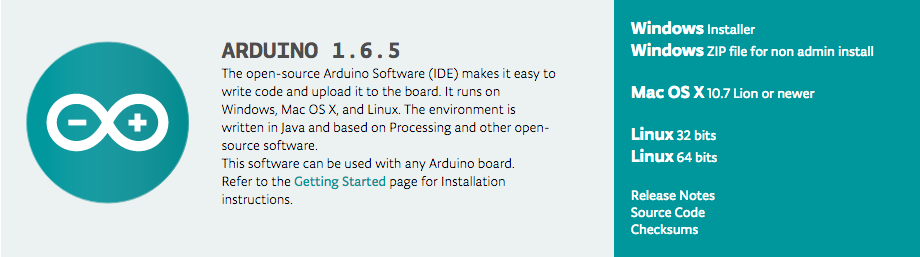 ARDUINO 1.6.5
The open-source Arduino Software (IDE) makes it easy to
write code and upload it to the board. It runs on
Windows, Mac OS X, and Linux. The environment is
written in Java and based on Processing and other open-
source software.
This software can be used with any Arduino board.
Refer to the Getting Started page for Installation
instructions.
Windows Installer
Windows ZIP file for non admin install
Mac OS X 10.7 Lion or newer
Linux 32 bits
Linux 64 bits
Release Notes
Source Code
Checksums